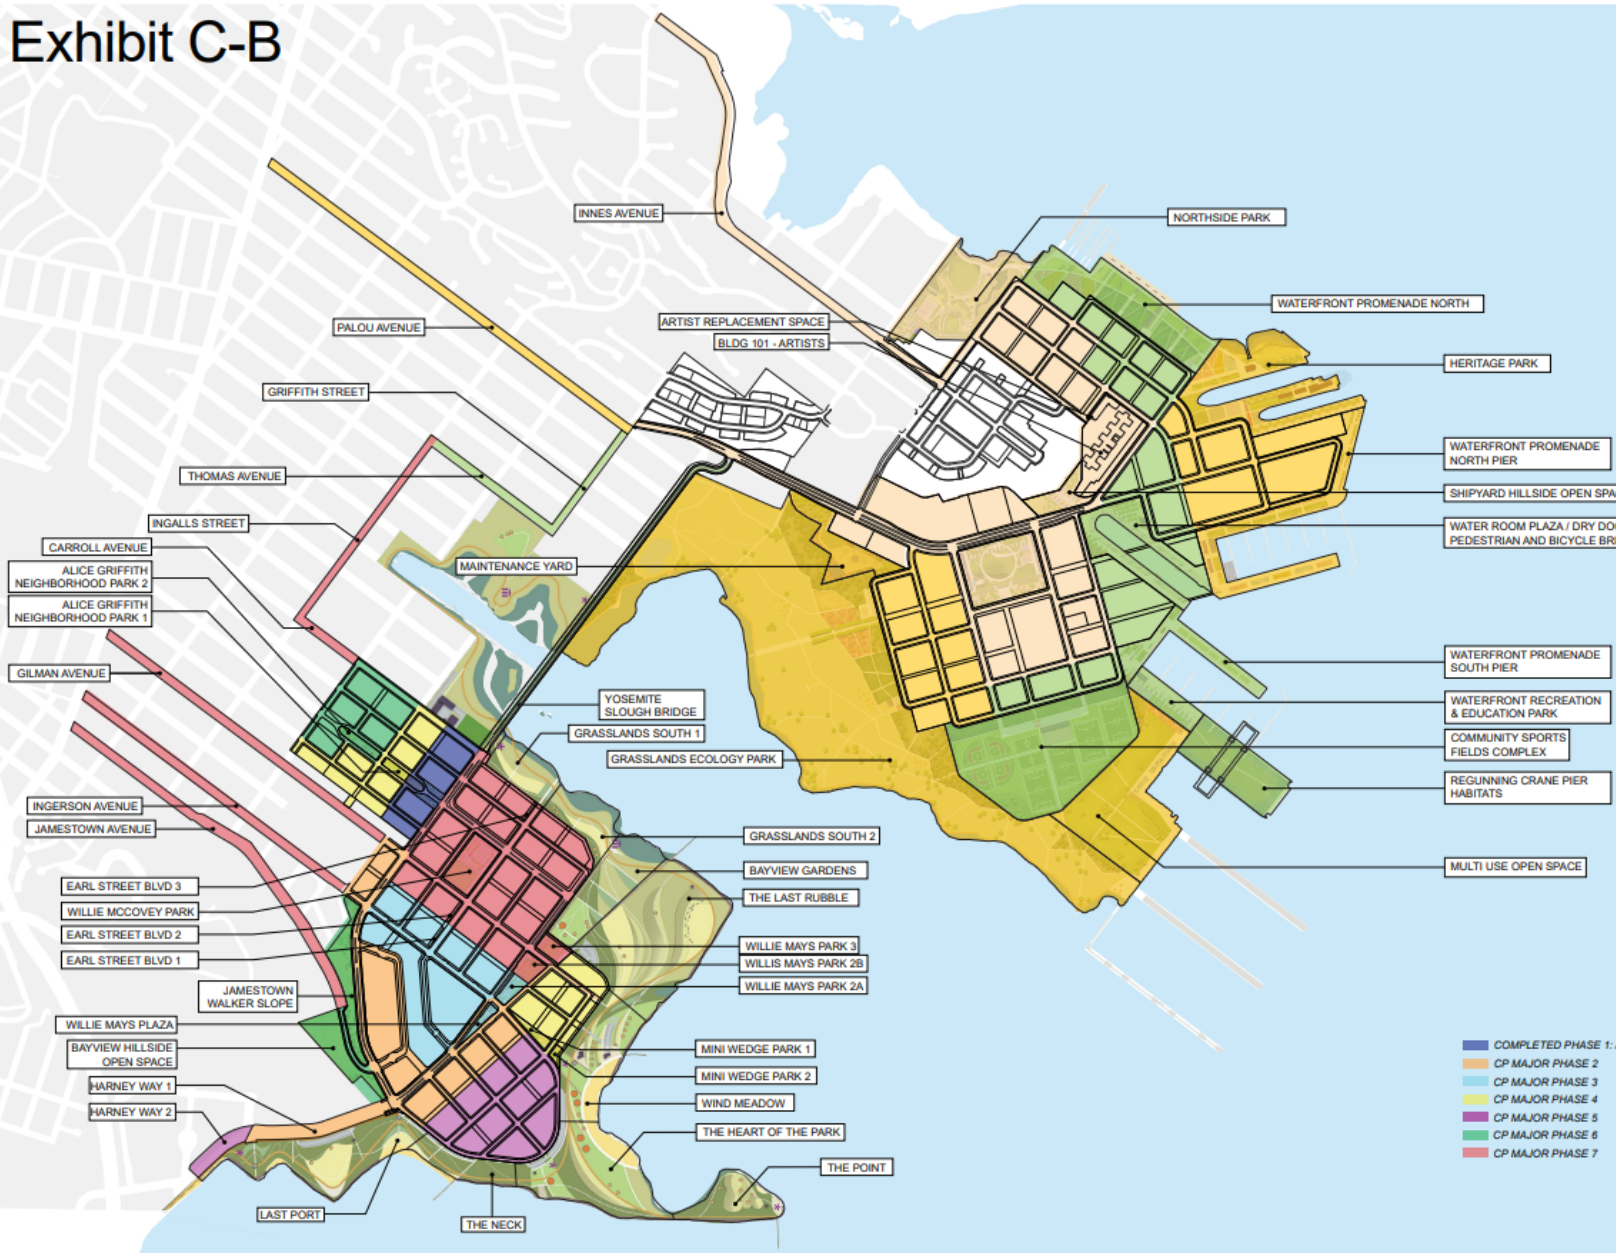 Exhibit C-B
INNES AVENUE
NORTHSIDE PARK
WATERFRONT PROMENADE NORTH
ARTIST REPLACEMENT SPACE
PALOU AVENUE
BLDG 101 - ARTISTS
HERITAGE PARK
GRIFFITH STREET
WATERFRONT PROMENADE
NORTH PIER
THOMAS AVENUE
SHIPYARD HILLSIDE OPEN SPA
INGALLS STREET
WATER ROOM PLAZA / DRY DO
PEDESTRIAN AND BICYCLE BR
CARROLL AVENUE
MAINTENANCE YARD
ALICE GRIFFITH
NEIGHBORHOOD PARK 2
ALICE GRIFFITH
NEIGHBORHOOD PARK 1
WATERFRONT PROMENADE
SOUTH PIER
GILMAN AVENUE
YOSEMITE
SLOUGH BRIDGE
WATERFRONT RECREATION
& EDUCATION PARK
GRASSLANDS SOUTH 1
COMMUNITY SPORTS
FIELDS COMPLEX
GRASSLANDS ECOLOGY PARK
REGUNNING CRANE PIER
HABITATS
INGERSON AVENUE
JAMESTOWN AVENUE
GRASSLANDS SOUTH 2
BAYVIEW GARDENS
MULTI USE OPEN SPACE
EARL STREET BLVD 3
THE LAST RUBBLE
WILLIE MCCOVEY PARK
EARL STREET BLVD 2
WILLIE MAYS PARK 3
EARL STREET BLVD 1
WILLIS MAYS PARK 2B
WILLIE MAYS PARK 2A
JAMESTOWN
WALKER SLOPE
WILLIE MAYS PLAZA
BAYVIEW HILLSIDE
OPEN SPACE
MINI WEDGE PARK 1
MINI WEDGE PARK 2
HARNEY WAY 1
WIND MEADOW
HARNEY WAY 2
THE HEART OF THE PARK
THE POINT
LAST PORT
THE NECK
COMPLETED PHASE 1:
CP MAJOR PHASE 2
CP MAJOR PHASE 3
CP MAJOR PHASE 4
CP MAJOR PHASE 5
CP MAJOR PHASE 6
CP MAJOR PHASE 7